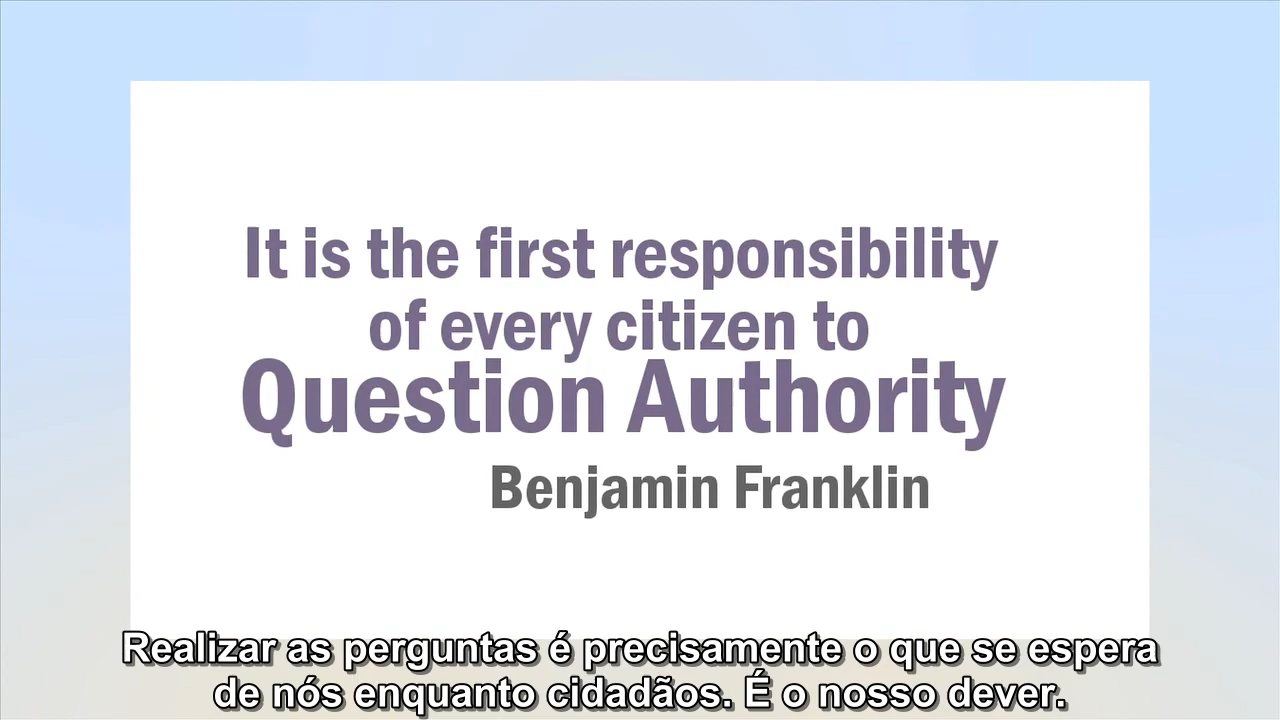 It is the first responsibility
of every citizen to
Question Authority
Benjamin Franklin
Realizar as perguntas é precisamente o que se espera
de nós enquanto cidadãos. É o nosso dever.